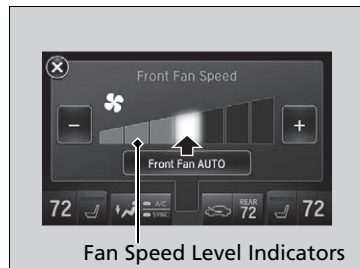 Front Fan Speed
Front Fan AUTO
72 A/C SYNC REAR 72 72
Fan Speed Level Indicators